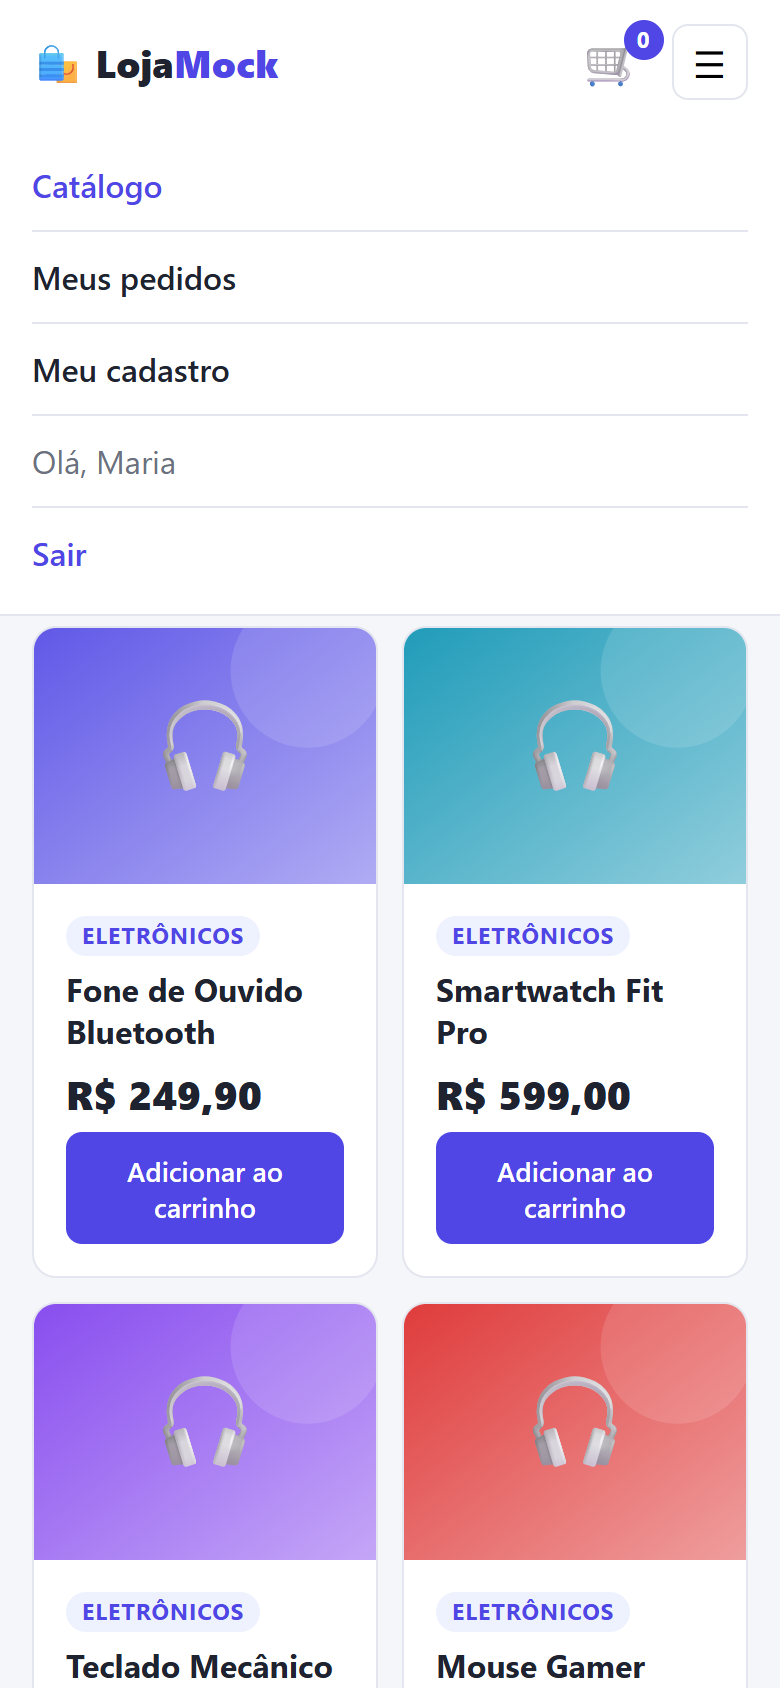 LojaMock
0
Catálogo
Meus pedidos
Meu cadastro
Olá, Maria
Sair
ELETRÔNICOS
Fone de Ouvido
Bluetooth
R$ 249,90
Adicionar ao
carrinho
ELETRÔNICOS
Smartwatch Fit
Pro
R$ 599,00
Adicionar ao
carrinho
ELETRÔNICOS
Teclado Mecânico
ELETRÔNICOS
Mouse Gamer